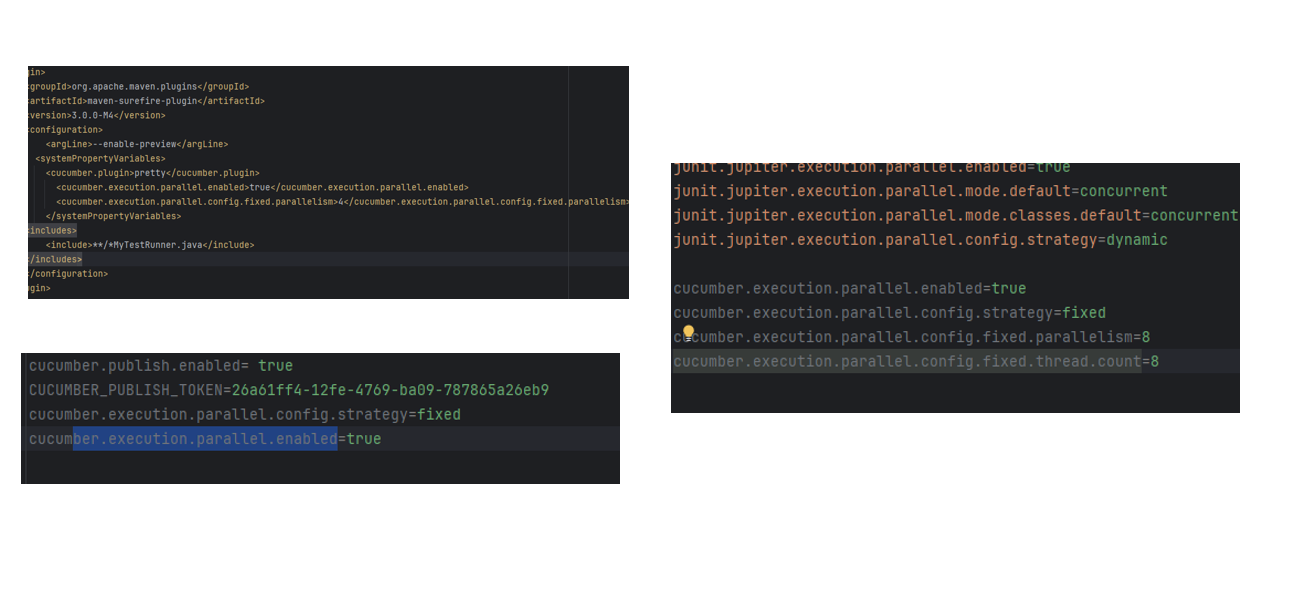 gin>
<groupId>org.apache.maven.plugins</groupId>
<artifactId>maven-surefire-plugin</artifactId>
<version>3.0.0-M4</version>
<configuration>
<argLine>--enable-preview</argLine>
<systemPropertyVariables>
<cucumber.plugin>pretty</cucumber.plugin>
<cucumber.execution.parallel.enabled>true</cucumber.execution.parallel.enabled>
<cucumber.execution.parallel.config.fixed.parallelism>4</cucumber.execution.parallel.config.fixed.parallelism>
</systemPropertyVariables>
<includes>
<include>**/*MyTestRunner.java</include>
</includes>
</configuration>
ugin>
cucumber.publish.enabled= true
CUCUMBER_PUBLISH_TOKEN=26a61ff4-12fe-4769-ba09-787865a26eb9
cucumber.execution.parallel.config.strategy=fixed
cucumber.execution.parallel.enabled=true
junit.jupiter.execution.parallel.enabled=true
junit.jupiter.execution.parallel.mode.default=concurrent
junit.jupiter.execution.parallel.mode.classes.default=concurrent
junit.jupiter.execution.parallel.config.strategy=dynamic
cucumber.execution.parallel.enabled=true
cucumber.execution.parallel.config.strategy=fixed
cucumber.execution.parallel.config.fixed.parallelism=8
cucumber.execution.parallel.config.fixed.thread.count=8